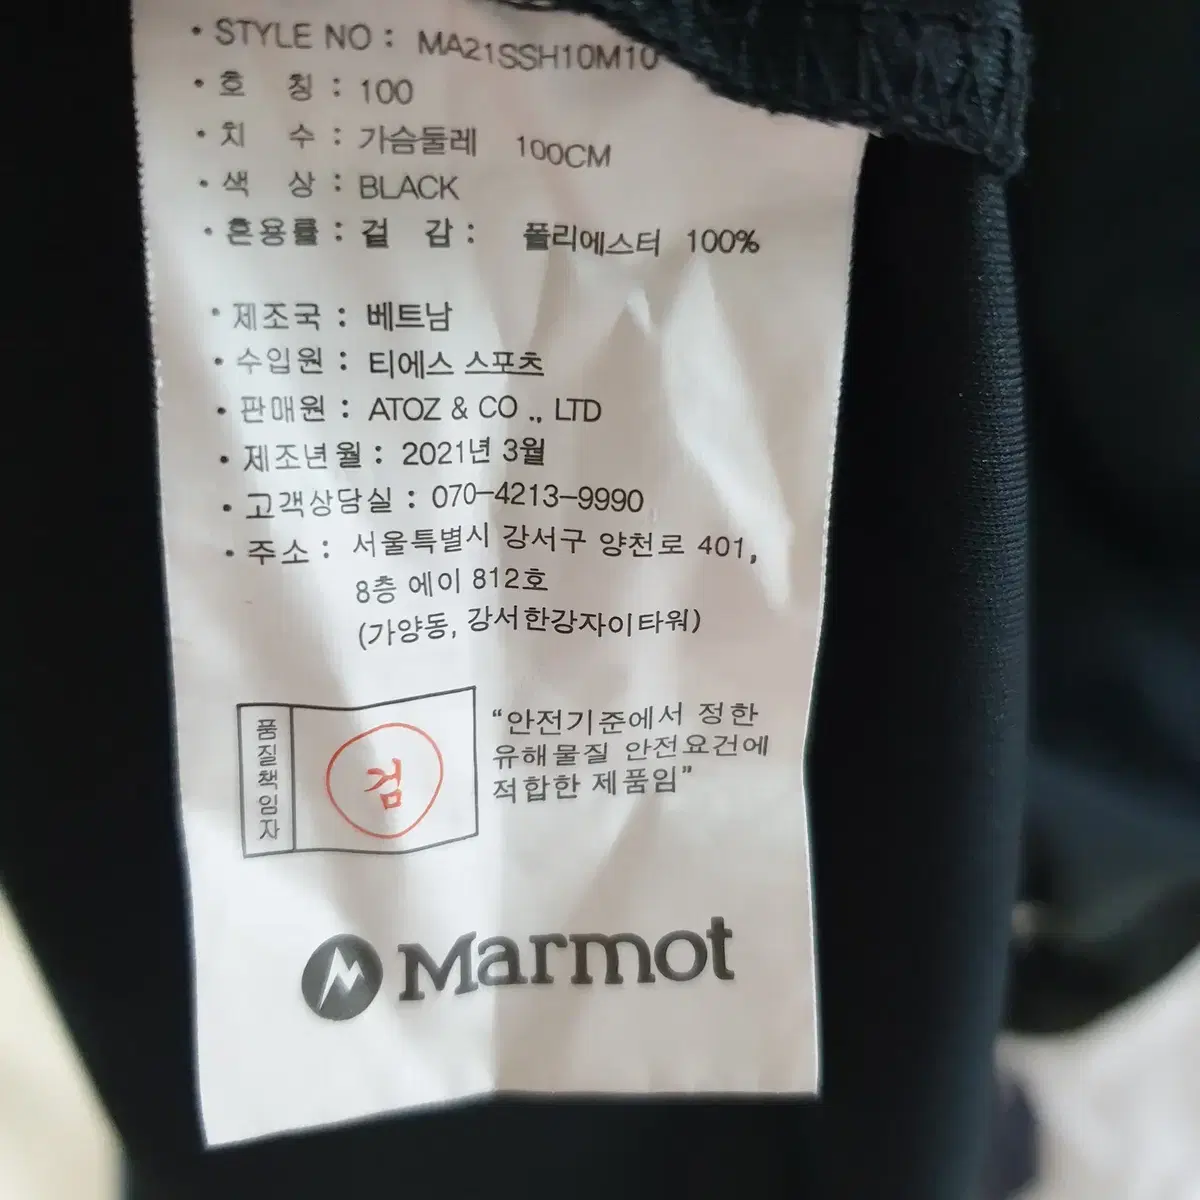 · STYLE NO : MA21SSH10M10
· 호 칭 : 100
· 치 수 : 가슴둘레 100CM
· 색 상 : BLACK
· 혼용률 : 겉 감 : 폴리에스터 100%
· 제조국 : 베트남
· 수입원 : 티에스 스포츠
· 판매원 : ATOZ & CO ., LTD
· 제조년월 : 2021년 3월
· 고객상담실 : 070-4213-9990
· 주소 : 서울특별시 강서구 양천로 401,
8층 에이 812호
(가양동, 강서한강자이타워)
품질책임자
검
“안전기준에서 정한
유해물질 안전요건에
적합한 제품임”
Marmot